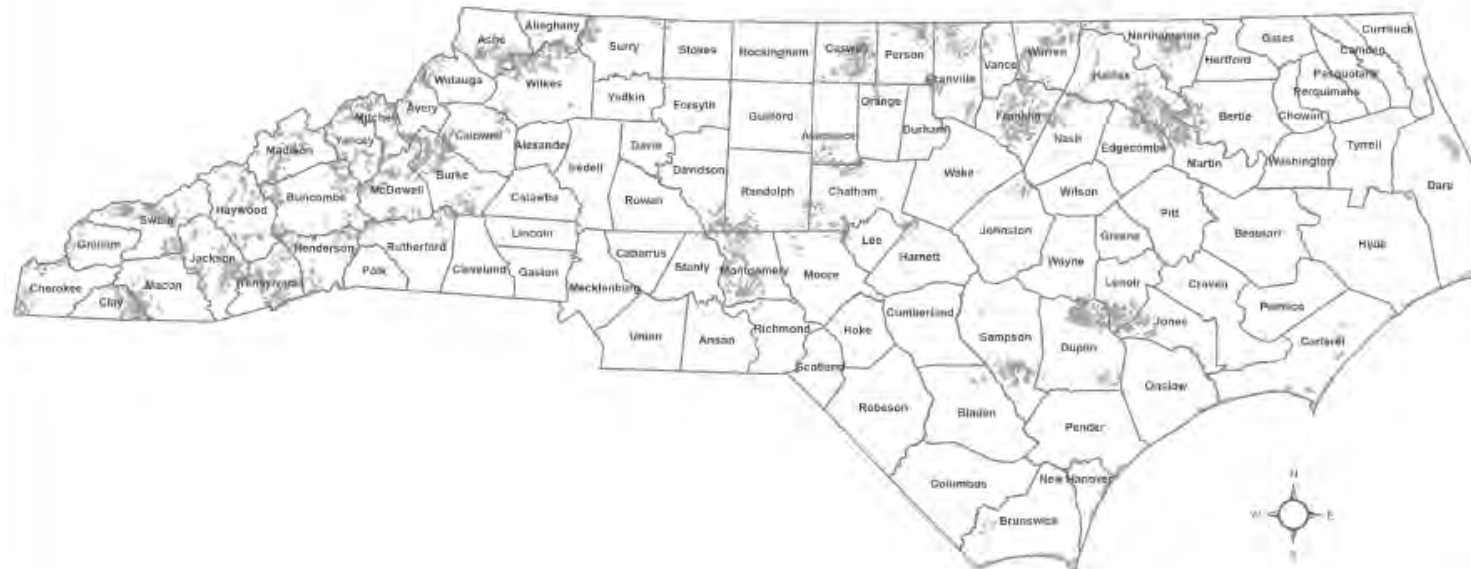 Alleghany
Ashe
Surry
Stokes
Rockingham
Caswell
Person
Granville
Vance
Warren
Northampton
Gates
Currituck
Camden
Pasquotank
Perquimans
Hertford
Halifax
Watauga
Wilkes
Yadkin
Forsyth
Guilford
Alamance
Orange
Durham
Franklin
Nash
Edgecombe
Bertie
Chowan
Martin
Washington
Tyrrell
Dare
Avery
Mitchell
Yancey
Caldwell
Alexander
Iredell
Davie
Davidson
Madison
Burke
McDowell
Buncombe
Catawba
Rowan
Randolph
Chatham
Wake
Wilson
Pitt
Beaufort
Hyde
Haywood
Swain
Graham
Jackson
Henderson
Rutherford
Lincoln
Cabarrus
Stanly
Montgomery
Moore
Lee
Harnett
Johnston
Wayne
Greene
Lenoir
Craven
Pamlico
Cherokee
Clay
Macon
Transylvania
Polk
Cleveland
Gaston
Mecklenburg
Union
Anson
Richmond
Hoke
Scotland
Cumberland
Sampson
Duplin
Jones
Carteret
Onslow
Robeson
Bladen
Pender
Columbus
New Hanover
Brunswick
N
W
E
S